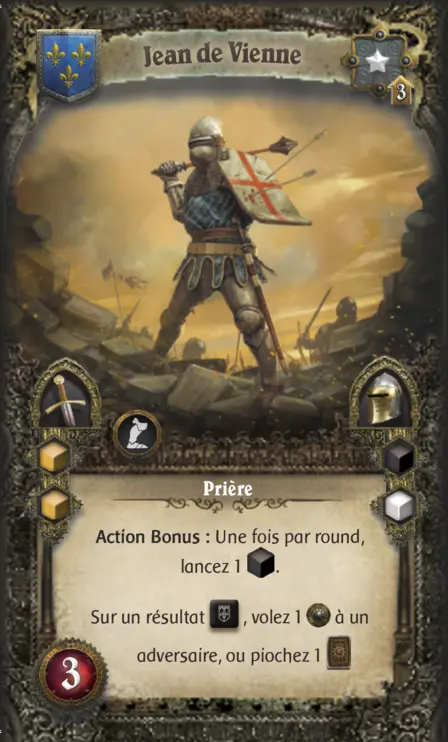 Jean de Vienne
3
Prière
Action Bonus : Une fois par round,
lancez 1 .
Sur un résultat , volez 1 à un
adversaire, ou piochez 1
3